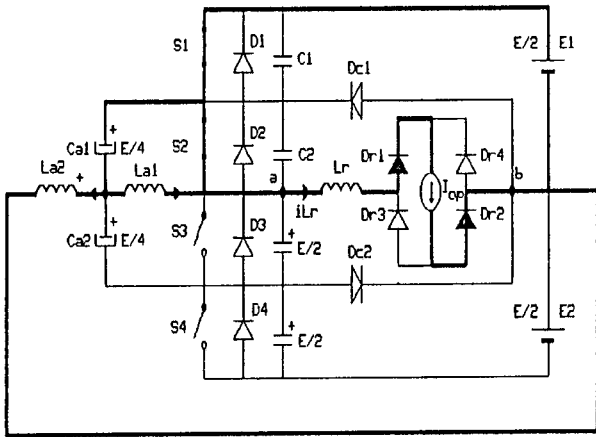 S1 D1 C1 E/2 E1
Dc1
Ca1 + E/4 S2 D2 C2
La2 + La1 a Lr Dr1 Dr4 b
Icyp
iLr Dr3 Dr2
Ca2 E/4 S3 D3 + E/2
Dc2
S4 D4 + E/2 E/2 E2